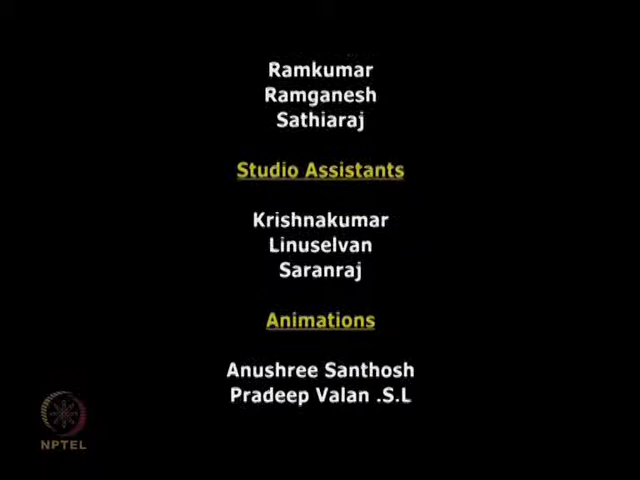 Ramkumar
Ramganesh
Sathiaraj
Studio Assistants
Krishnakumar
Linuselvan
Saranraj
Animations
Anushree Santhosh
Pradeep Valan .S.L
NPTEL